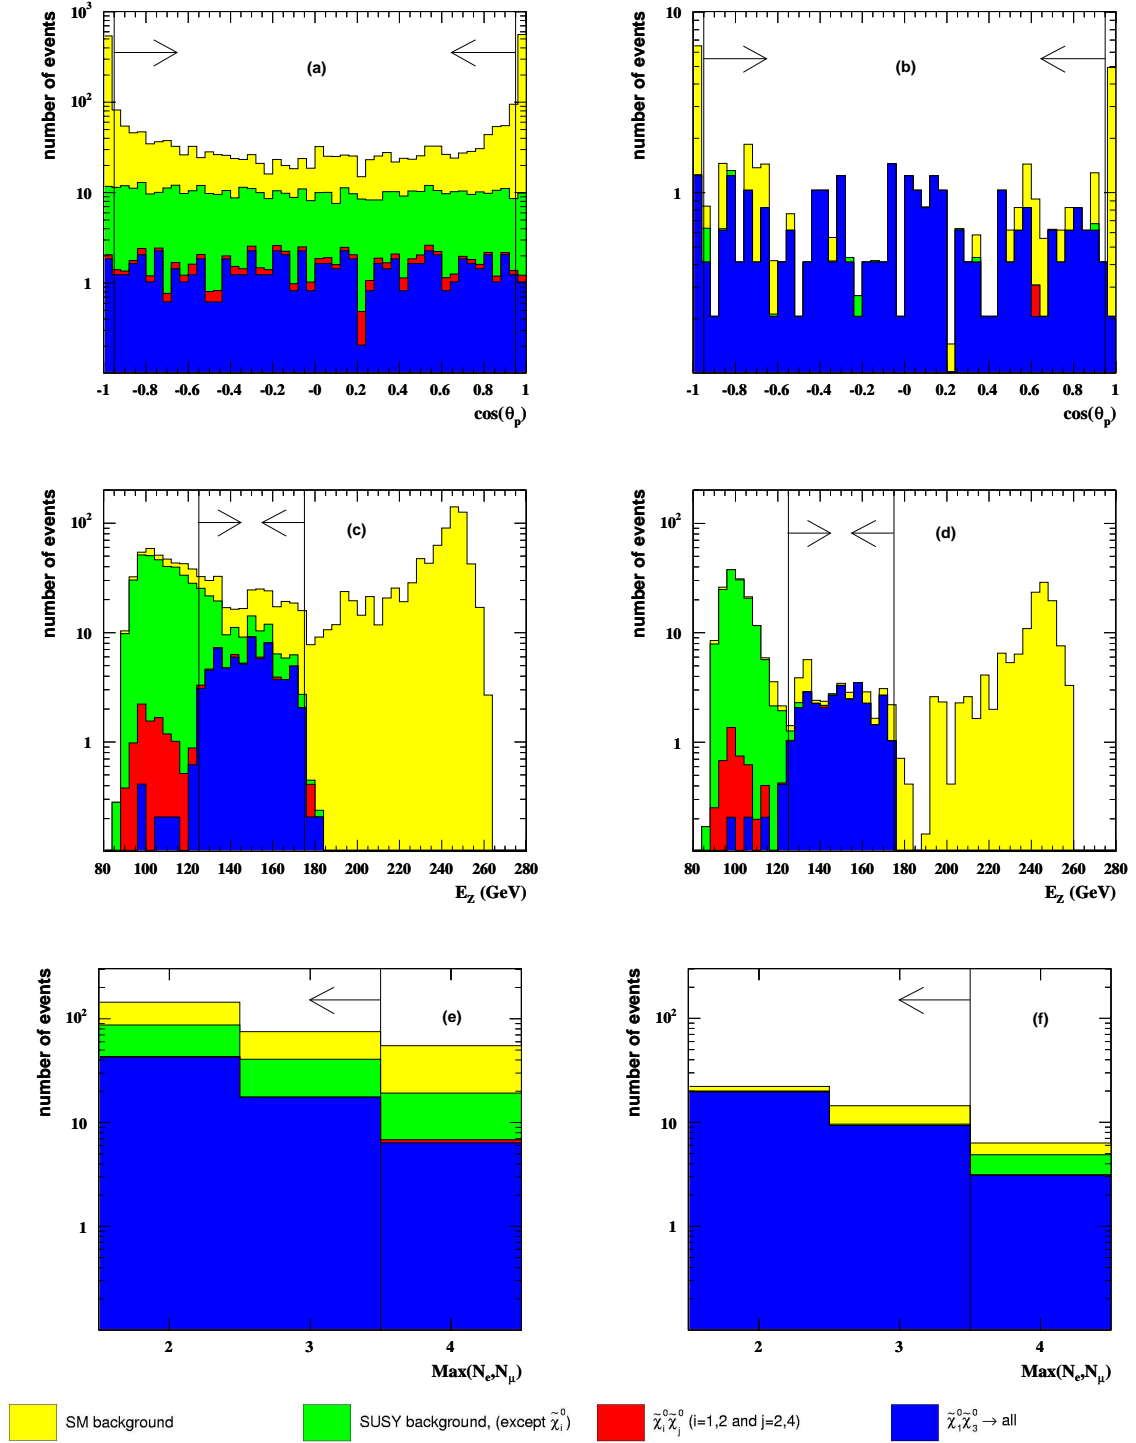 number of events
10³
10²
10
1
(a)
-1 -0.8 -0.6 -0.4 -0.2 -0 0.2 0.4 0.6 0.8 1
cos(θp)
number of events
10
1
(b)
-1 -0.8 -0.6 -0.4 -0.2 -0 0.2 0.4 0.6 0.8 1
cos(θp)
number of events
10²
10
1
(c)
80 100 120 140 160 180 200 220 240 260 280
EZ (GeV)
number of events
10²
10
1
(d)
80 100 120 140 160 180 200 220 240 260 280
EZ (GeV)
number of events
10²
10
1
(e)
2 3 4
Max(Ne,Nμ)
number of events
10²
10
1
(f)
2 3 4
Max(Ne,Nμ)
SM background
SUSY background, (except χ̃i⁰)
χ̃i⁰χ̃j⁰ (i=1,2 and j=2,4)
χ̃1⁰χ̃3⁰ → all